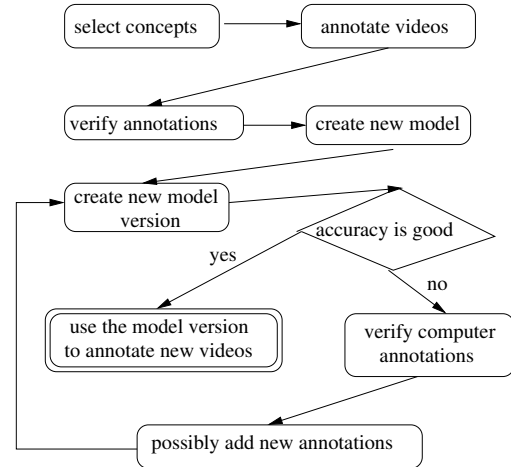 select concepts
annotate videos
verify annotations
create new model
create new model
version
accuracy is good
yes
no
use the model version
to annotate new videos
verify computer
annotations
possibly add new annotations